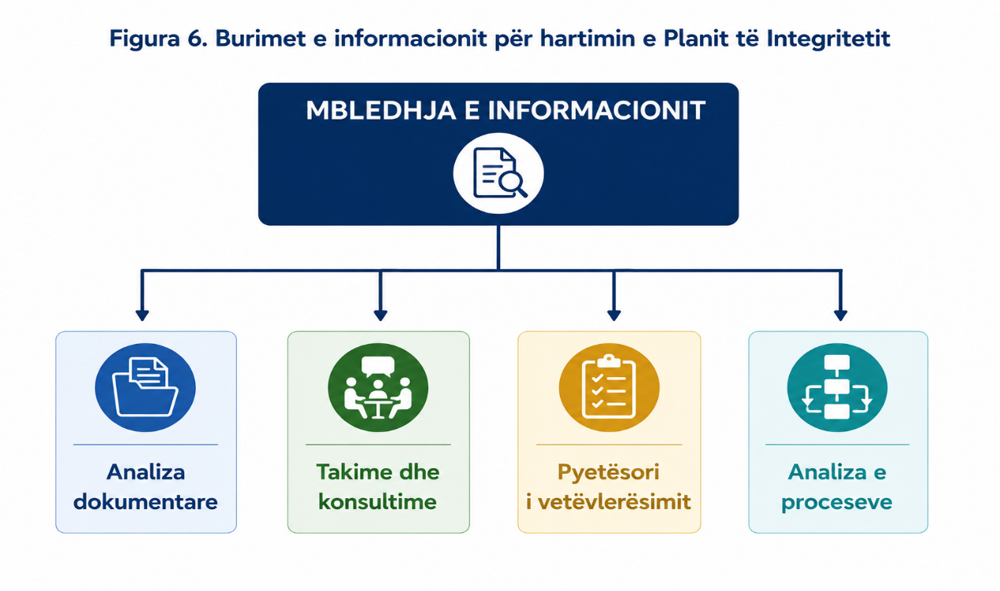 Figura 6. Burimet e informacionit për hartimin e Planit të Integritetit
MBLEDHJA E INFORMACIONIT
Analiza
dokumentare
Takime dhe
konsultime
Pyetësori
i vetëvlerësimit
Analiza e
proceseve